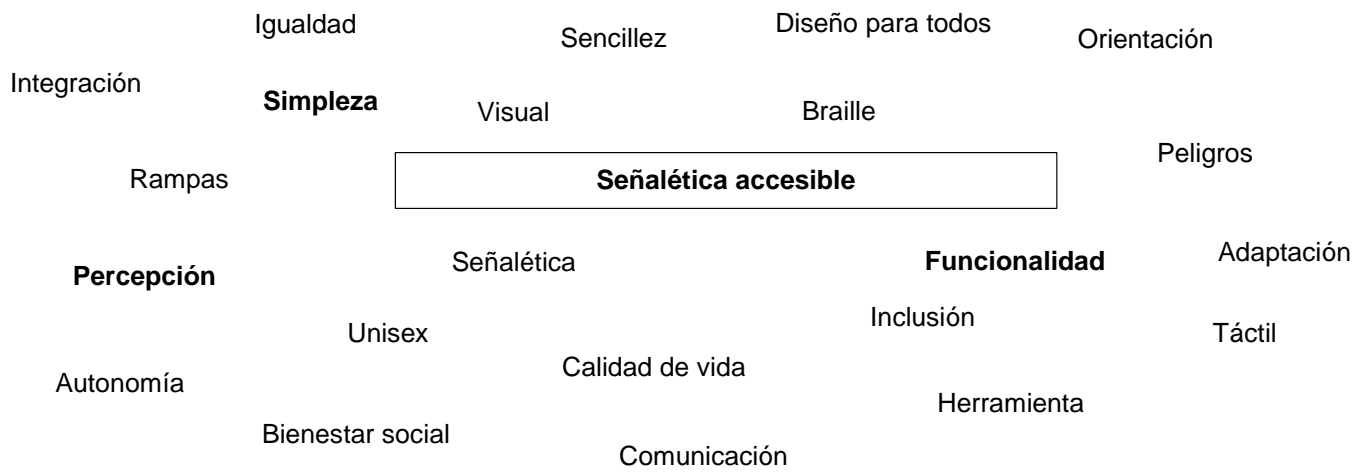 Igualdad
Sencillez
Diseño para todos
Orientación
Integración
Simpleza
Visual
Braille
Peligros
Rampas
Señalética accesible
Percepción
Señalética
Funcionalidad
Adaptación
Unisex
Inclusión
Táctil
Autonomía
Calidad de vida
Herramienta
Bienestar social
Comunicación